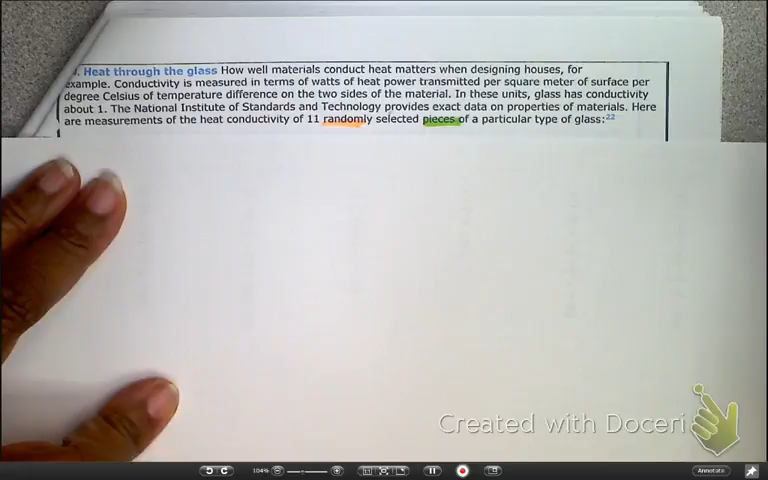 . Heat through the glass How well materials conduct heat matters when designing houses, for
example. Conductivity is measured in terms of watts of heat power transmitted per square meter of surface per
degree Celsius of temperature difference on the two sides of the material. In these units, glass has conductivity
about 1. The National Institute of Standards and Technology provides exact data on properties of materials. Here
are measurements of the heat conductivity of 11 randomly selected pieces of a particular type of glass:22
Created with Doceri
104%
Annotate